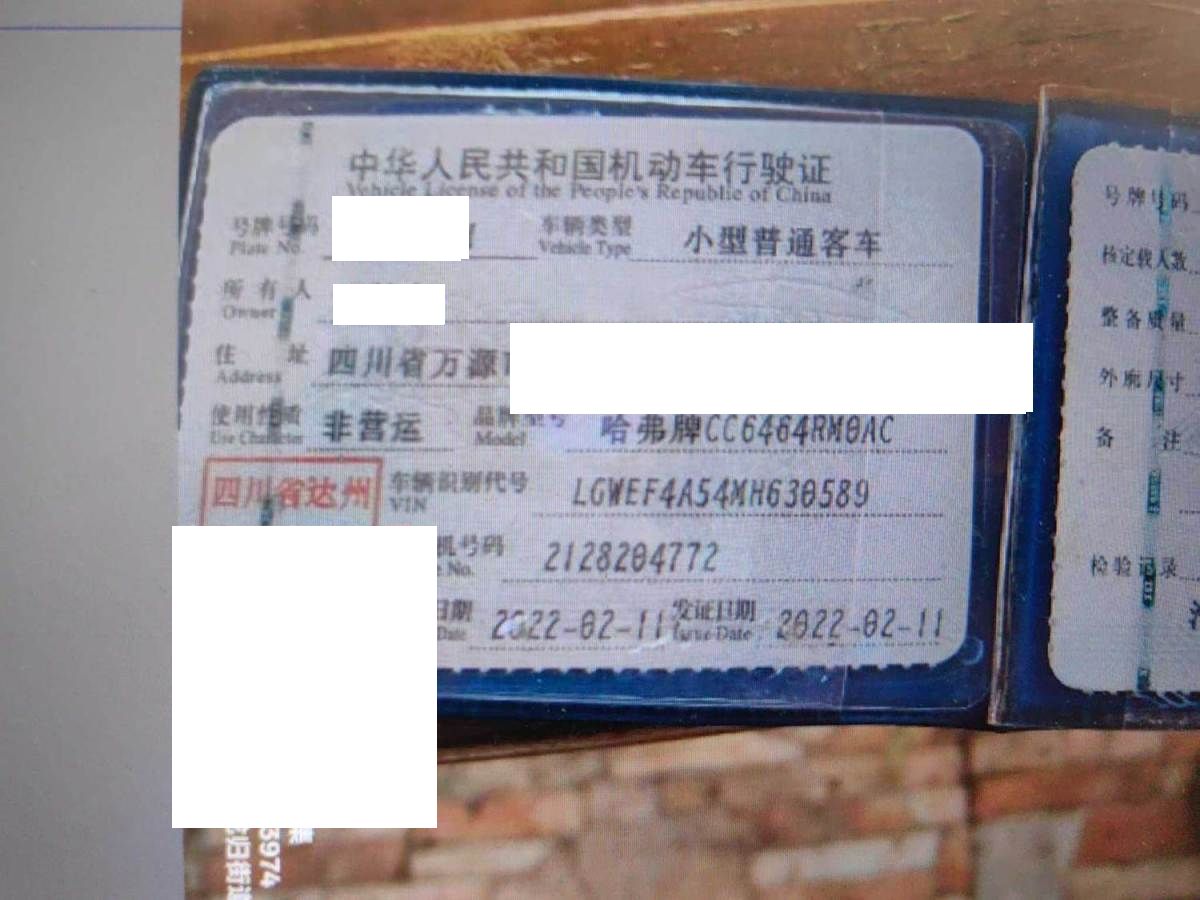 中华人民共和国机动车行驶证
Vehicle License of the People's Republic of China
号牌号码 车辆类型 小型普通客车
Plate No. Vehicle Type
所有人
Owner
住址 四川省万源
Address
使用性质 非营运 品牌型号 哈弗牌CC6464RM0AC
Use Character Model
四川省达州 车辆识别代号 LGWEF4A54MH630589
VIN
机号码 2128204772
No.
日期 2022-02-11 发证日期 2022-02-11
Date Issue Date
号牌号码
核定载人数
整备质量
外廓尺寸
备注
检验记录
3974
归街道